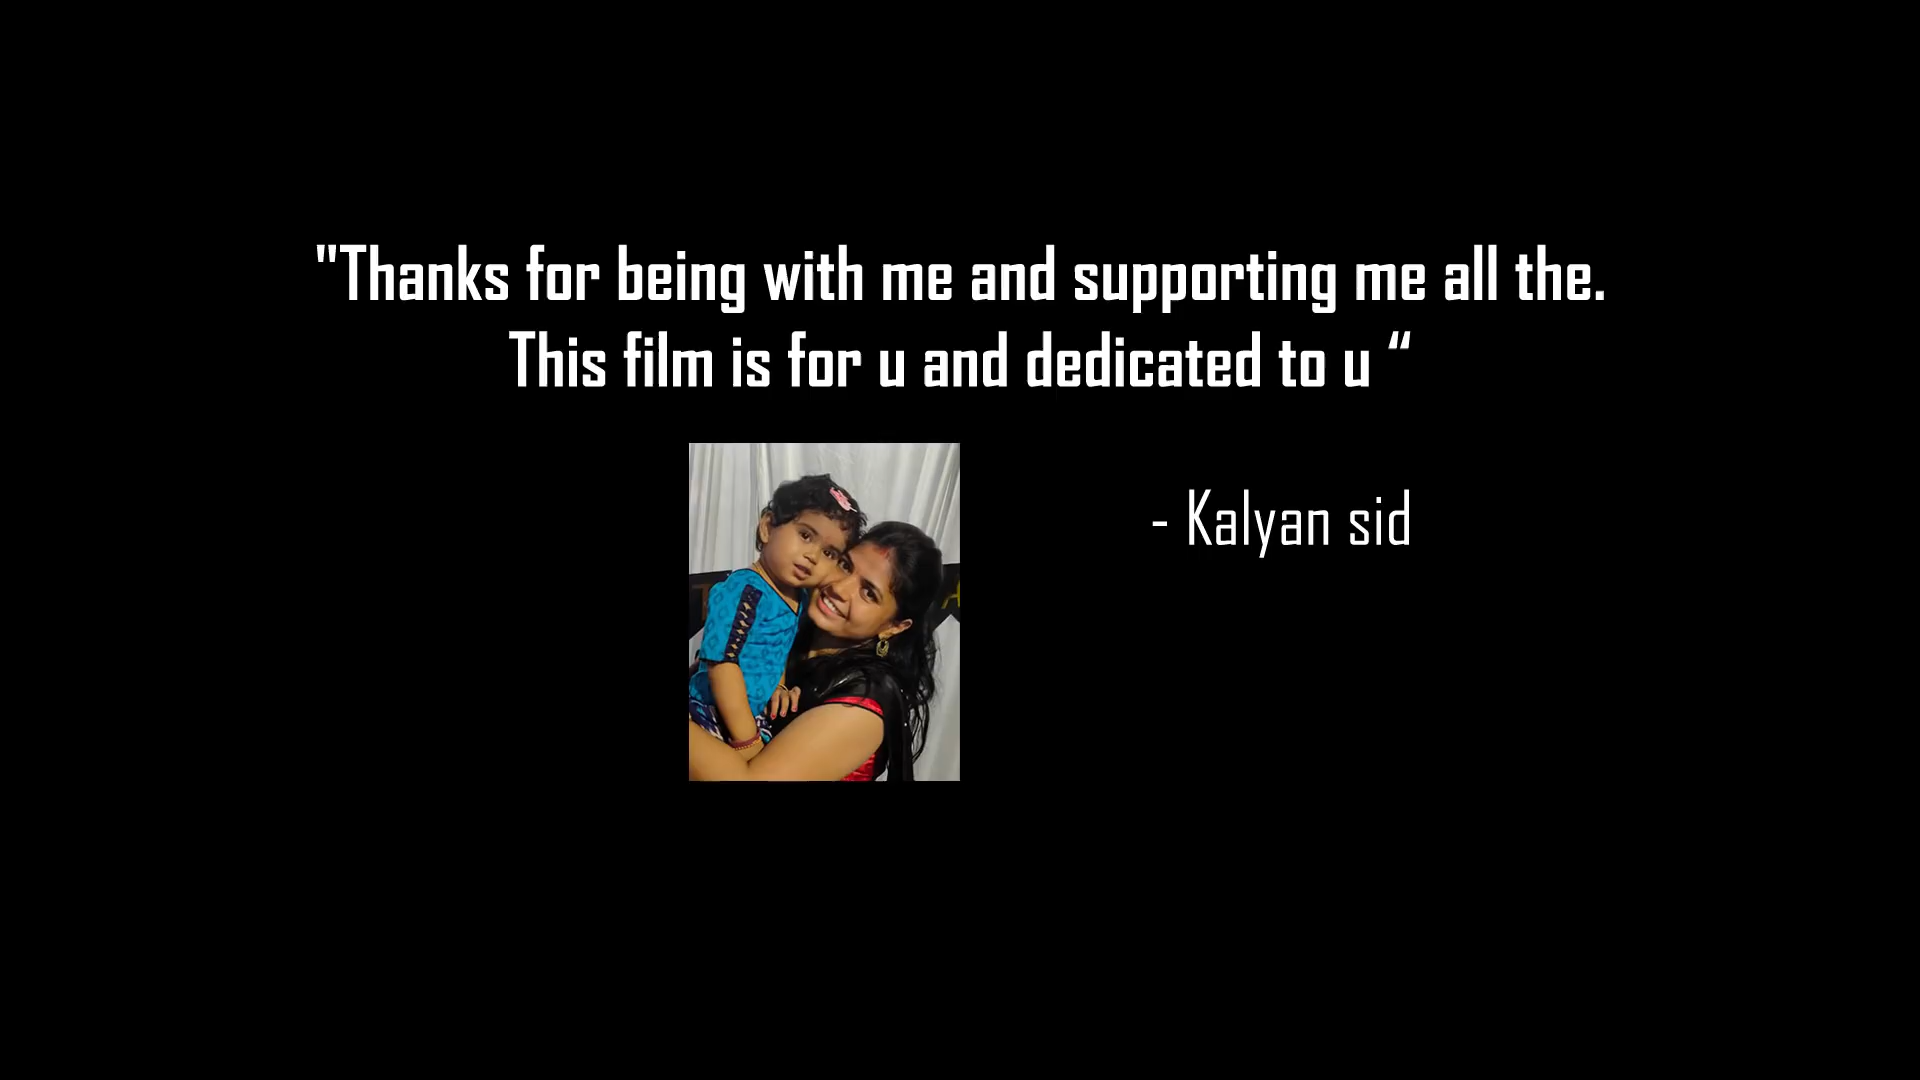 "Thanks for being with me and supporting me all the.
This film is for u and dedicated to u “
- Kalyan sid